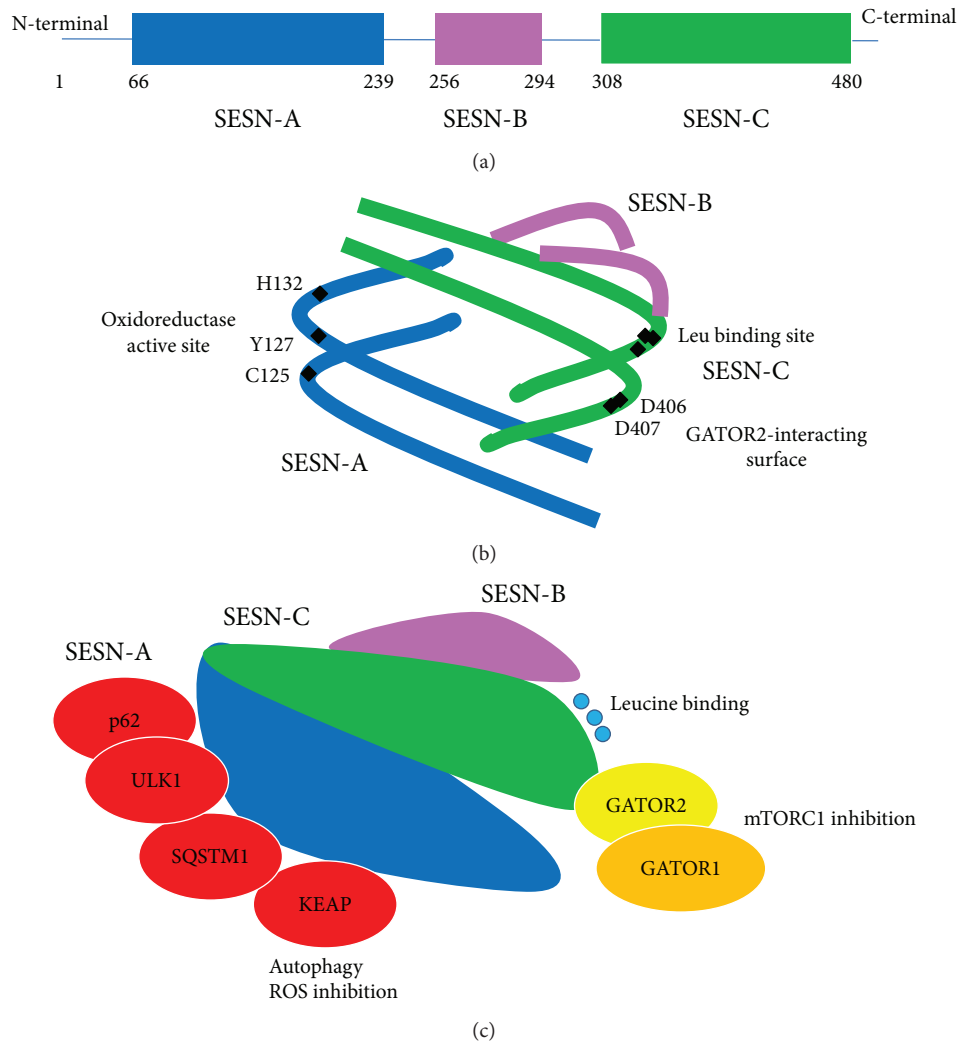 N-terminal
C-terminal
1
66
239
256
294
308
480
SESN-A
SESN-B
SESN-C
(a)
SESN-B
H132
Oxidoreductase
active site
Y127
C125
Leu binding site
SESN-C
D406
D407
GATOR2-interacting
surface
SESN-A
(b)
SESN-B
SESN-C
SESN-A
p62
Leucine binding
ULK1
GATOR2
mTORC1 inhibition
SQSTM1
GATOR1
KEAP
Autophagy
ROS inhibition
(c)